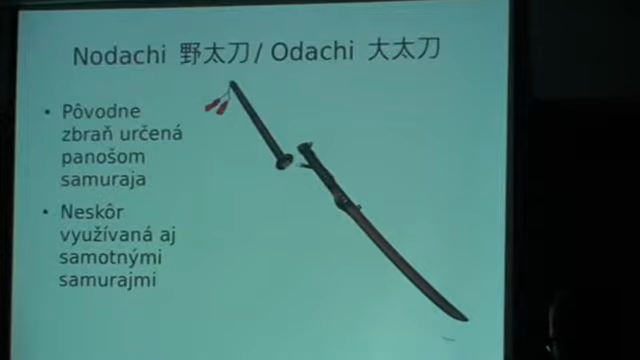 Nodachi 野太刀/ Odachi 大太刀
• Pôvodne
zbraň určená
panošom
samuraja
• Neskôr
využívaná aj
samotnými
samurajmi